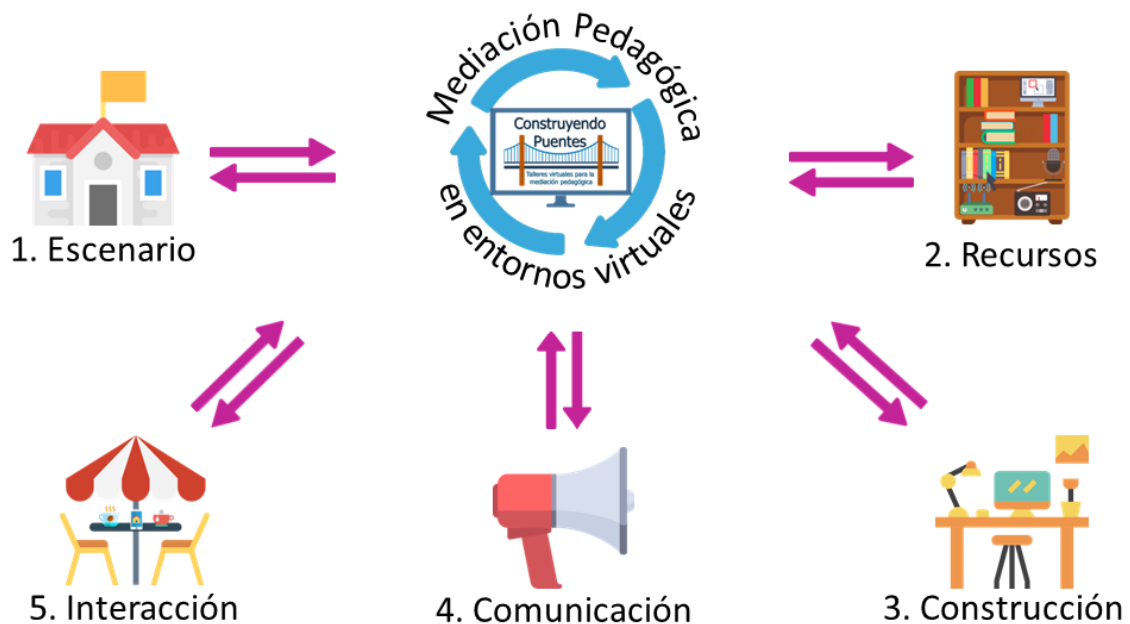 Mediación Pedagógica
en entornos virtuales
Construyendo
Puentes
Talleres virtuales para la
mediación pedagógica
1. Escenario
2. Recursos
5. Interacción
4. Comunicación
3. Construcción